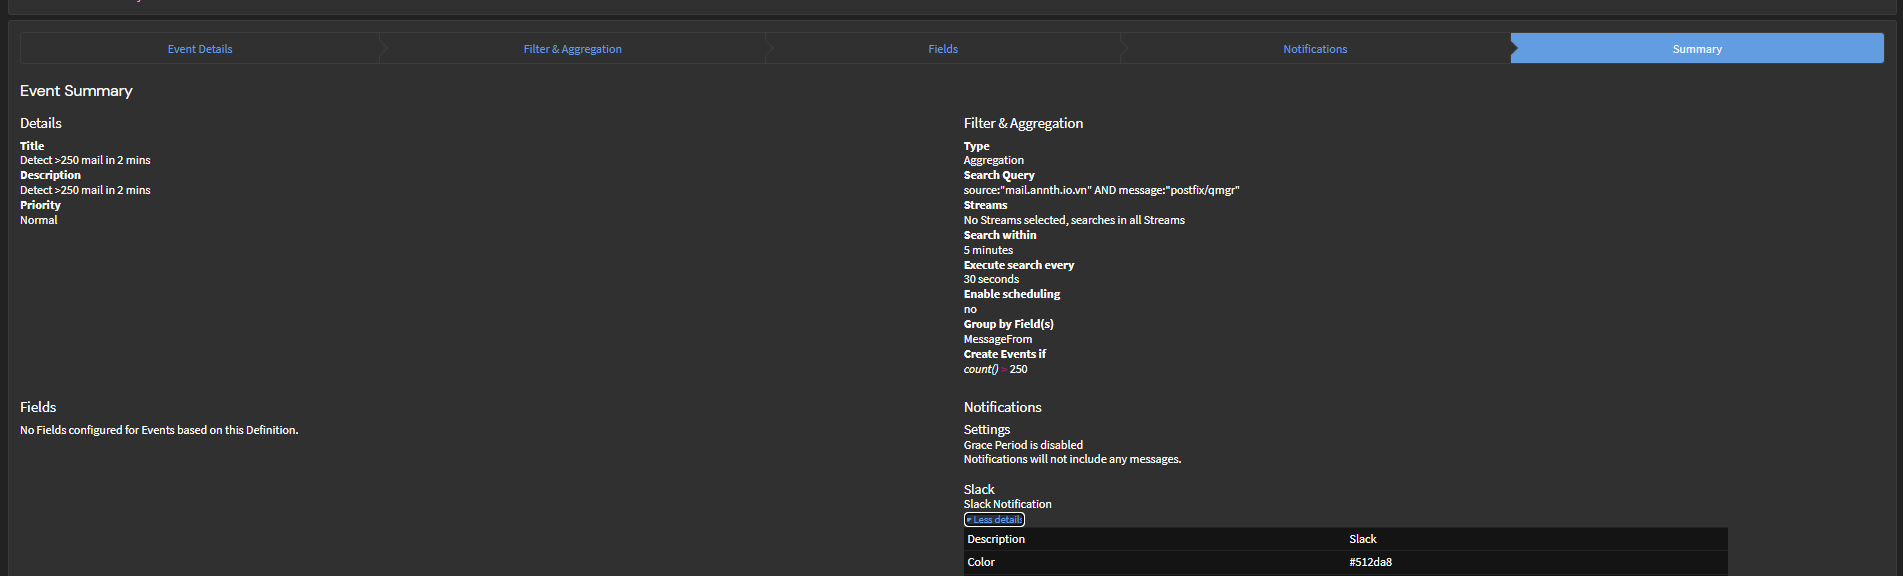 Event Details
Filter & Aggregation
Fields
Notifications
Summary
Event Summary
Details
Title
Detect >250 mail in 2 mins
Description
Detect >250 mail in 2 mins
Priority
Normal
Filter & Aggregation
Type
Aggregation
Search Query
source:"mail.annth.io.vn" AND message:"postfix/qmgr"
Streams
No Streams selected, searches in all Streams
Search within
5 minutes
Execute search every
30 seconds
Enable scheduling
no
Group by Field(s)
MessageFrom
Create Events if
count() > 250
Fields
No Fields configured for Events based on this Definition.
Notifications
Settings
Grace Period is disabled
Notifications will not include any messages.
Slack
Slack Notification
Less details
Description Slack
Color #512da8